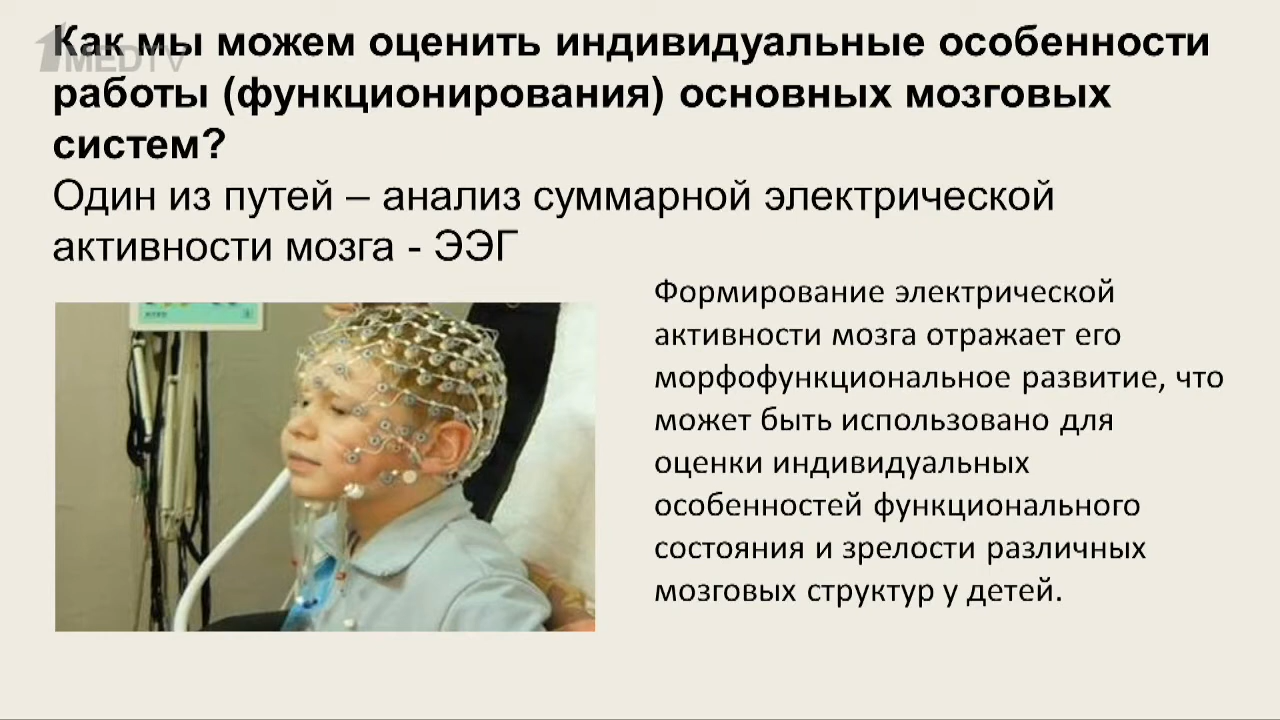 1MEDTV
Как мы можем оценить индивидуальные особенности
работы (функционирования) основных мозговых
систем?
Один из путей – анализ суммарной электрической
активности мозга - ЭЭГ
Формирование электрической
активности мозга отражает его
морфофункциональное развитие, что
может быть использовано для
оценки индивидуальных
особенностей функционального
состояния и зрелости различных
мозговых структур у детей.